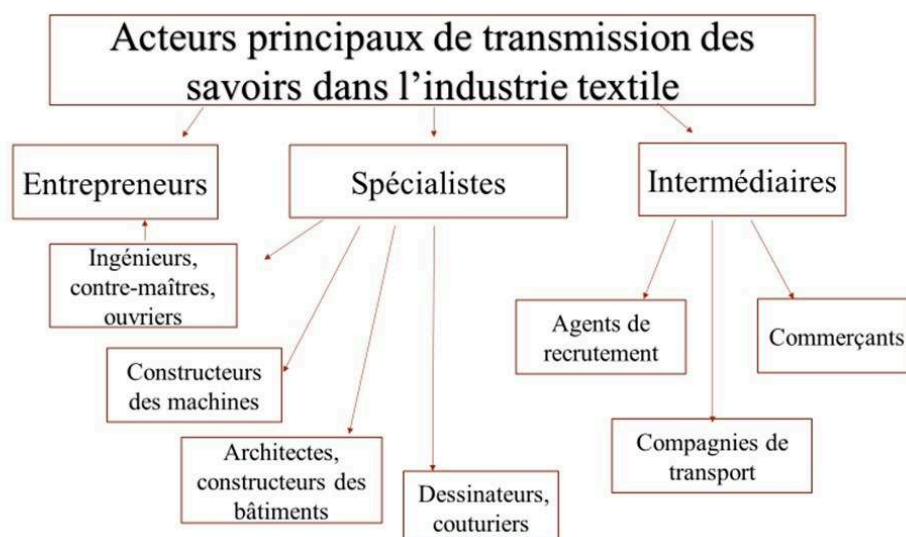 Acteurs principaux de transmission des
savoirs dans l’industrie textile
Entrepreneurs
Spécialistes
Intermédiaires
Ingénieurs,
contre-maîtres,
ouvriers
Agents de
recrutement
Commerçants
Constructeurs
des machines
Architectes,
constructeurs des
bâtiments
Compagnies de
transport
Dessinateurs,
couturiers